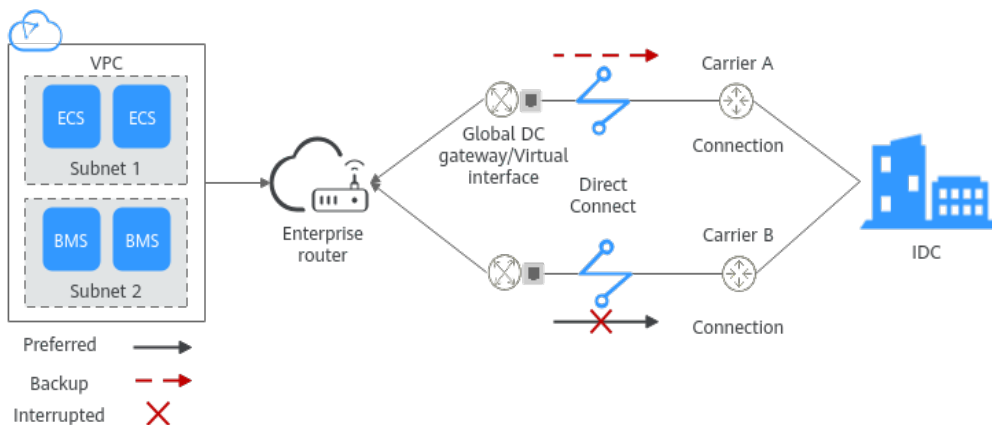 VPC
ECS
ECS
Subnet 1
BMS
BMS
Subnet 2
Preferred
Backup
Interrupted
Enterprise
router
Global DC
gateway/Virtual
interface
Direct
Connect
Carrier A
Connection
Carrier B
Connection
IDC